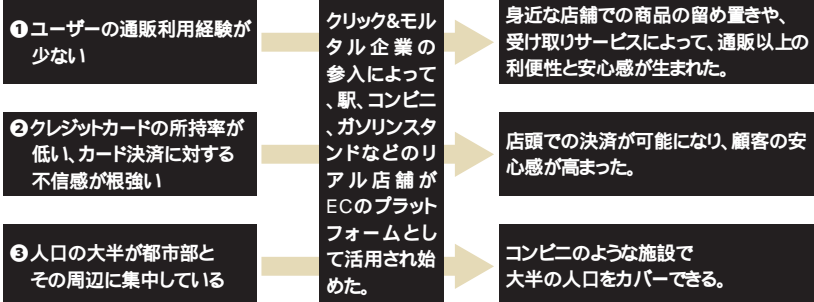 ❶ユーザーの通販利用経験が
少ない
❷クレジットカードの所持率が
低い、カード決済に対する
不信感が根強い
❸人口の大半が都市部と
その周辺に集中している
クリック&モル
タル企業の
参入によって
、駅、コンビニ
、ガソリンスタ
ンドなどのリ
アル店舗が
ECのプラット
フォームとし
て活用され始
めた。
身近な店舗での商品の留め置きや、
受け取りサービスによって、通販以上の
利便性と安心感が生まれた。
店頭での決済が可能になり、顧客の安
心感が高まった。
コンビニのような施設で
大半の人口をカバーできる。